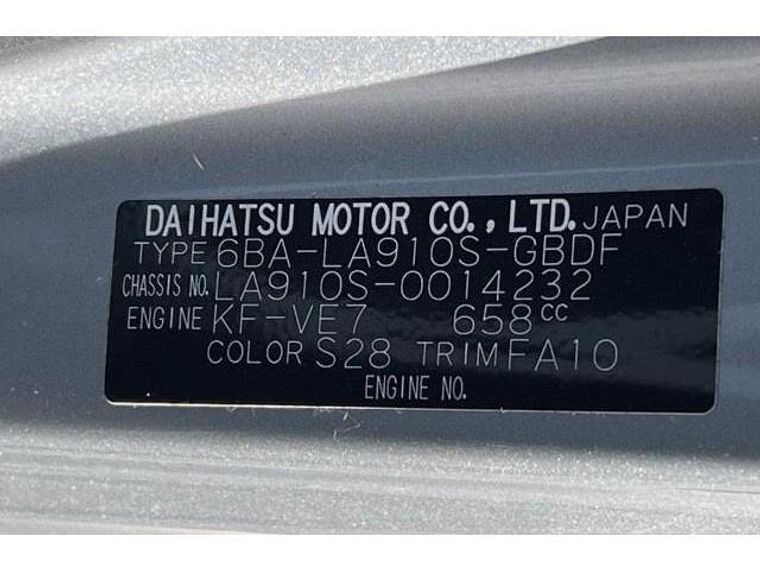 DAIHATSU MOTOR CO., LTD. JAPAN
TYPE 6BA-LA910S-GBDF
CHASSIS NO. LA910S-0014232
ENGINE KF-VE7 658CC
COLOR S28 TRIM FA10
ENGINE NO.